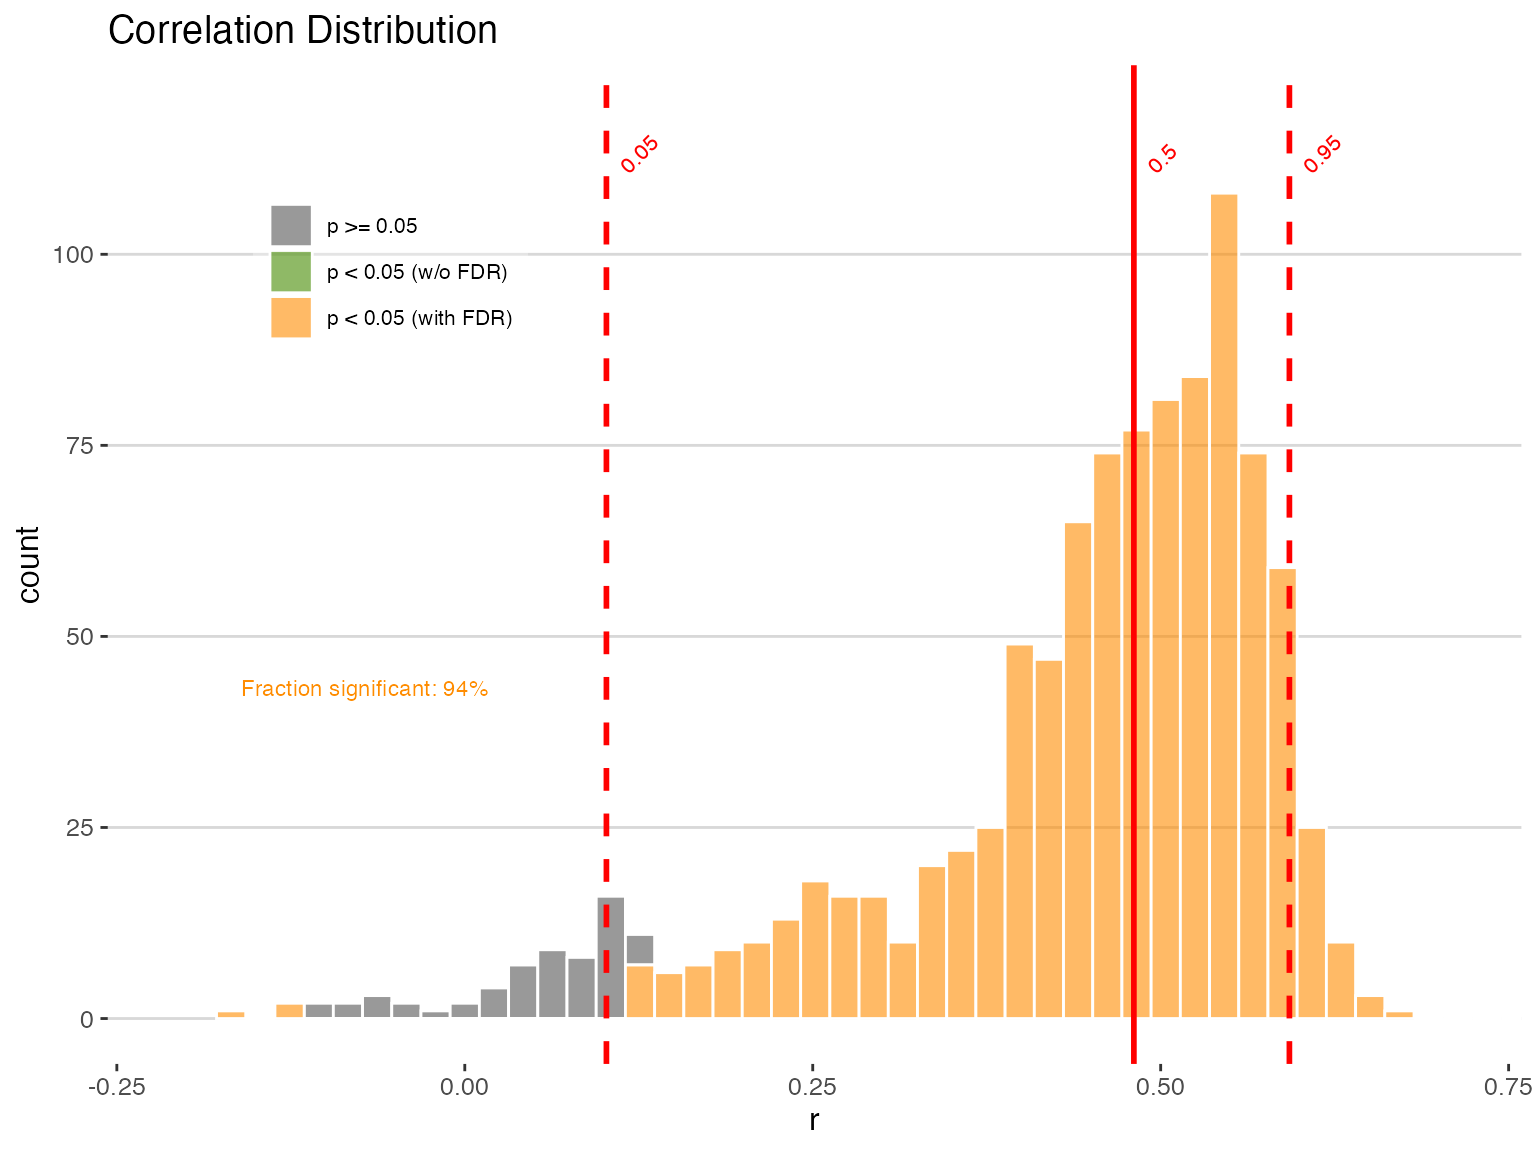 Correlation Distribution
0.05
0.5
0.95
p >= 0.05
p < 0.05 (w/o FDR)
p < 0.05 (with FDR)
100
75
50
25
0
count
Fraction significant: 94%
-0.25
0.00
0.25
0.50
0.75
r